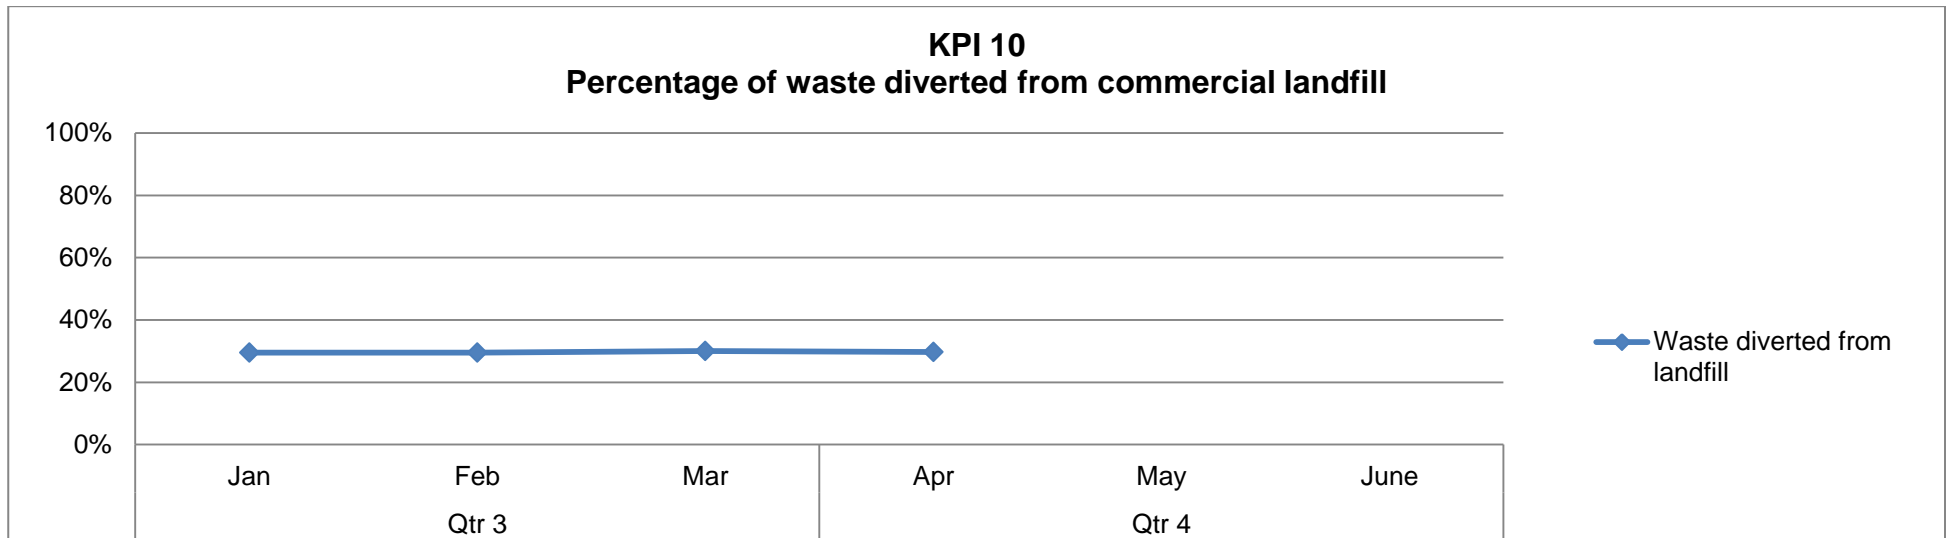 KPI 10
Percentage of waste diverted from commercial landfill
100%
80%
60%
40%
20%
0%
Jan Feb Mar Apr May June
Qtr 3 Qtr 4
Waste diverted from
landfill